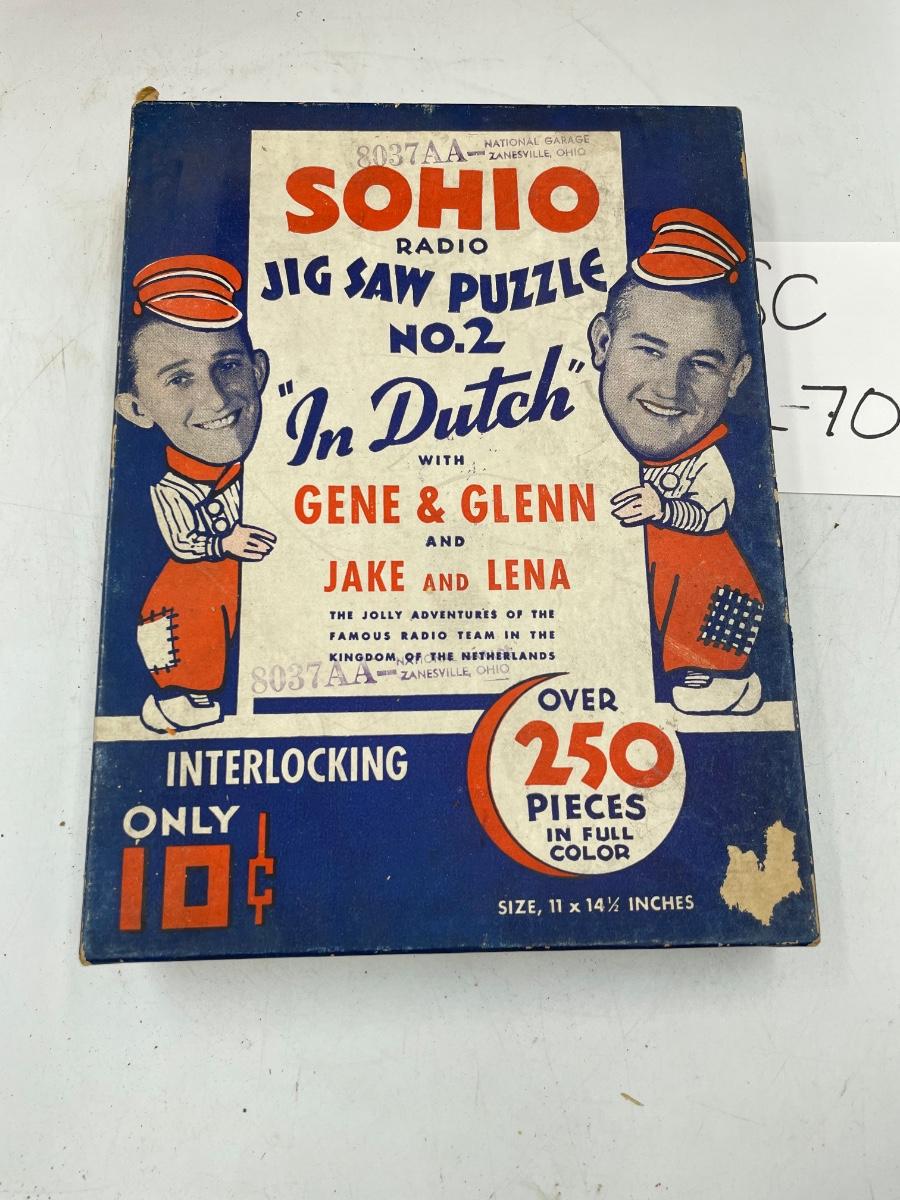 8037AA- NATIONAL GARAGE
ZANESVILLE, OHIO
SOHIO
RADIO
JIG SAW PUZZLE
NO.2
"In Dutch"
WITH
GENE & GLENN
AND
JAKE AND LENA
THE JOLLY ADVENTURES OF THE
FAMOUS RADIO TEAM IN THE
KINGDOM OF THE NETHERLANDS
8037AA-
ZANESVILLE, OHIO
OVER
250
PIECES
IN FULL
COLOR
INTERLOCKING
ONLY
10¢
SIZE, 11 x 14½ INCHES
C
-70